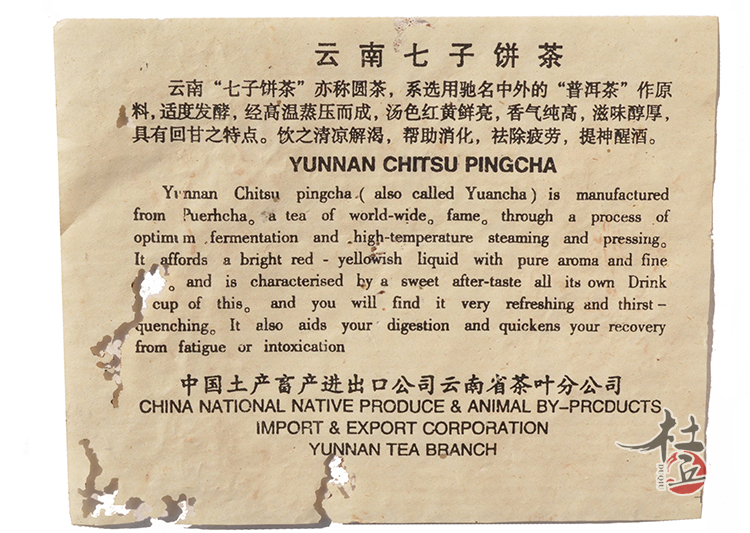 云南七子饼茶
云南“七子饼茶”亦称圆茶，系选用驰名中外的“普洱茶”作原
料，适度发酵，经高温蒸压而成，汤色红黄鲜亮，香气纯高，滋味醇厚，
具有回甘之特点。饮之清凉解渴，帮助消化，祛除疲劳，提神醒酒。
YUNNAN CHITSU PINGCHA
Yunnan Chitsu pingcha.( also called Yuancha ) is manufactured
from Puerhcha。a tea of world-wide。fame。through a process of
optimum fermentation and high-temperature steaming and pressing。
It affords a bright red - yellowish liquid with pure aroma and fine
。and is characterised by a sweet after-taste all its own Drink
cup of this。and you will find it very refreshing and thirst-
quenching。It also aids your digestion and quickens your recovery
from fatigue or intoxication
中国土产畜产进出口公司云南省茶叶分公司
CHINA NATIONAL NATIVE PRODUCE & ANIMAL BY-PRCDUCTS
IMPORT & EXPORT CORPORATION
YUNNAN TEA BRANCH
杜
豆